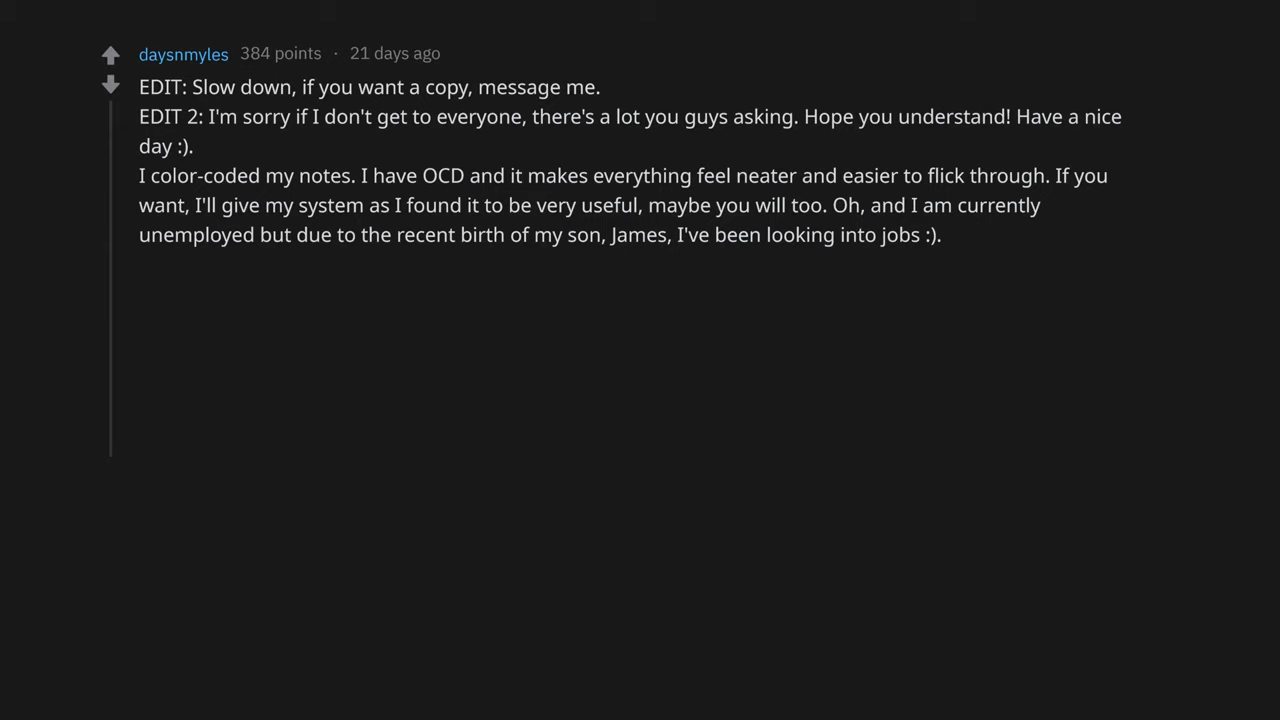 daysnmyles 384 points · 21 days ago
EDIT: Slow down, if you want a copy, message me.
EDIT 2: I'm sorry if I don't get to everyone, there's a lot you guys asking. Hope you understand! Have a nice
day :).
I color-coded my notes. I have OCD and it makes everything feel neater and easier to flick through. If you
want, I'll give my system as I found it to be very useful, maybe you will too. Oh, and I am currently
unemployed but due to the recent birth of my son, James, I've been looking into jobs :).